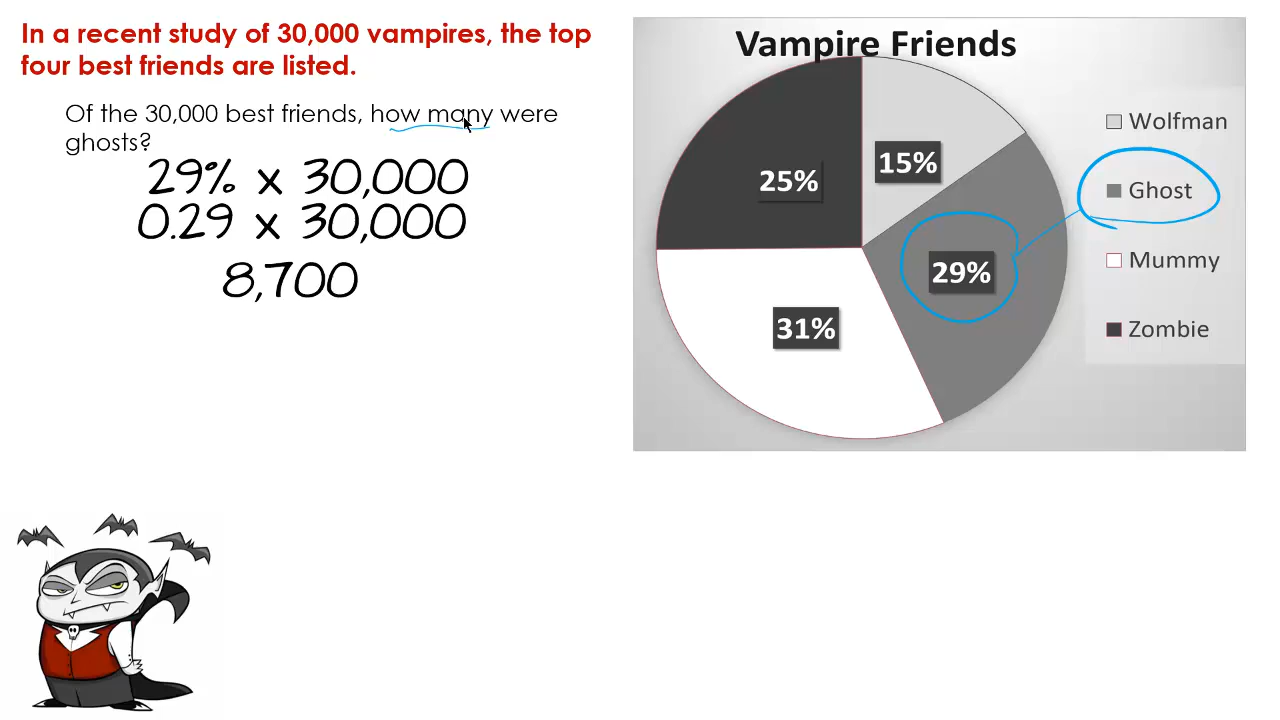 In a recent study of 30,000 vampires, the top
four best friends are listed.
Of the 30,000 best friends, how many were
ghosts?
29% x 30,000
0.29 x 30,000
8,700
Vampire Friends
15%
25%
29%
31%
Wolfman
Ghost
Mummy
Zombie